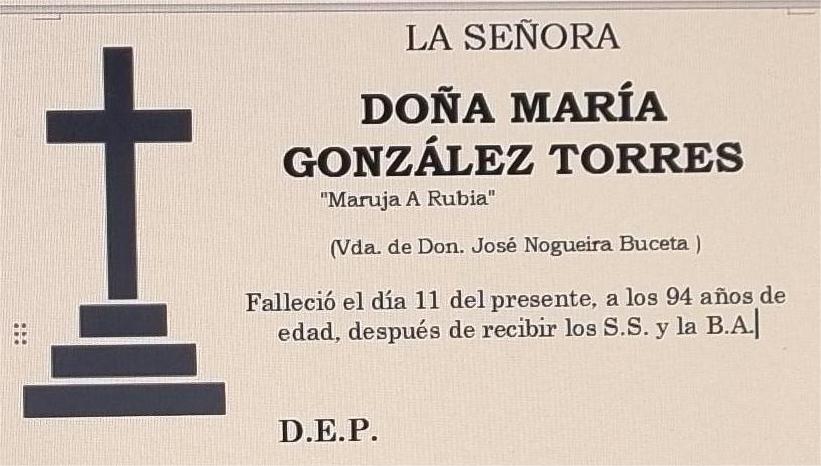 LA SEÑORA
DOÑA MARÍA
GONZÁLEZ TORRES
"Maruja A Rubia"
(Vda. de Don. José Nogueira Buceta )
Falleció el día 11 del presente, a los 94 años de
edad, después de recibir los S.S. y la B.A.
D.E.P.